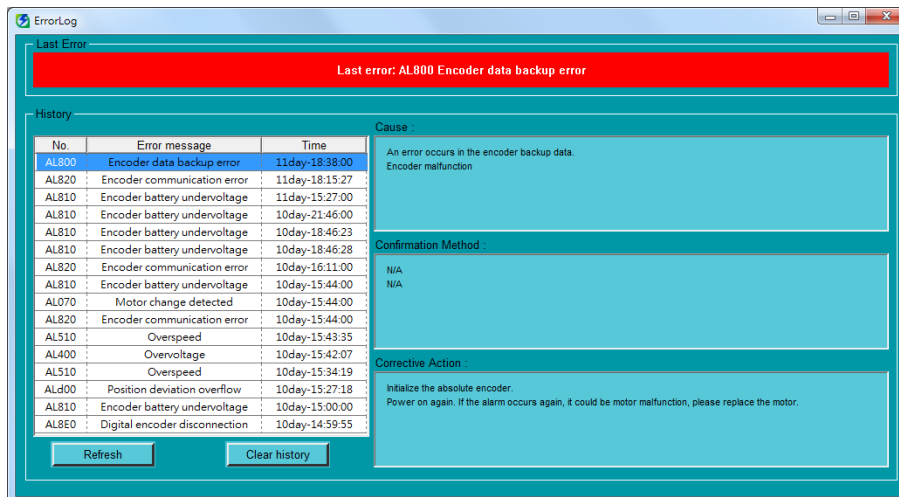 ErrorLog
Last Error
Last error: AL800 Encoder data backup error
History
No. Error message Time
AL800 Encoder data backup error 11day-18:38:00
AL820 Encoder communication error 11day-18:15:27
AL810 Encoder battery undervoltage 11day-15:27:00
AL810 Encoder battery undervoltage 10day-21:46:00
AL810 Encoder battery undervoltage 10day-18:46:23
AL810 Encoder battery undervoltage 10day-18:46:28
AL820 Encoder communication error 10day-16:11:00
AL810 Encoder battery undervoltage 10day-15:44:00
AL070 Motor change detected 10day-15:44:00
AL820 Encoder communication error 10day-15:44:00
AL510 Overspeed 10day-15:43:35
AL400 Overvoltage 10day-15:42:07
AL510 Overspeed 10day-15:34:19
ALd00 Position deviation overflow 10day-15:27:18
AL810 Encoder battery undervoltage 10day-15:00:00
AL8E0 Digital encoder disconnection 10day-14:59:55
Refresh Clear history
Cause :
An error occurs in the encoder backup data.
Encoder malfunction
Confirmation Method :
N/A
N/A
Corrective Action :
Initialize the absolute encoder.
Power on again. If the alarm occurs again, it could be motor malfunction, please replace the motor.